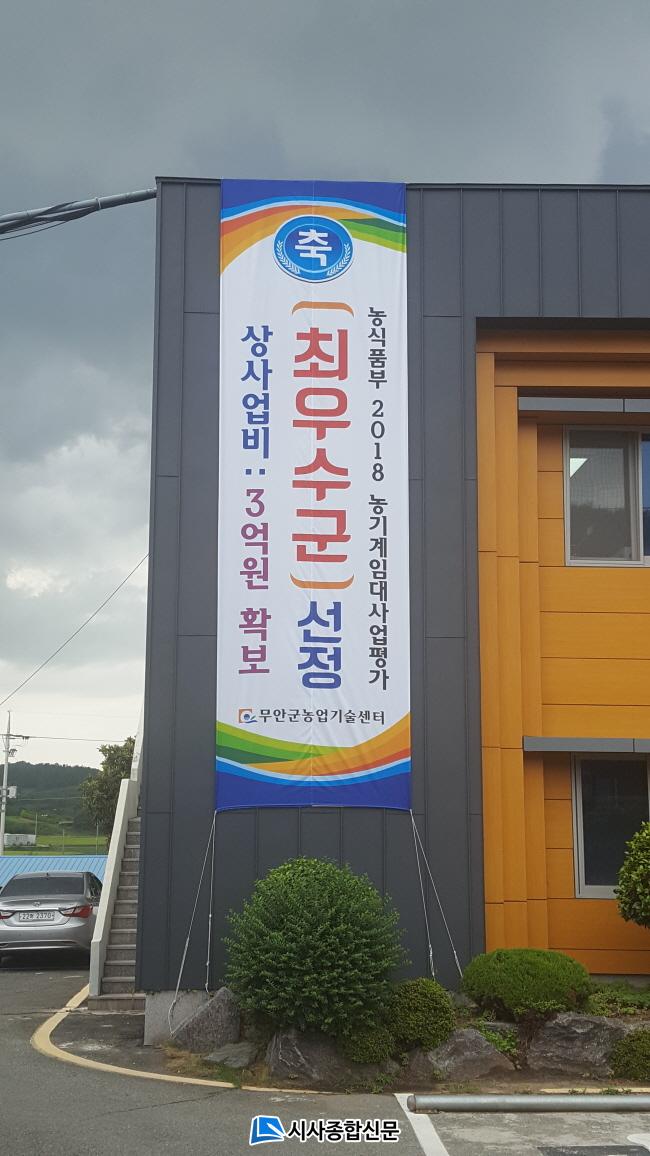 축
농식품부 2018 농기계임대사업평가
(최우수군) 선정
상사업비 : 3억원 확보
무안군농업기술센터
시사종합신문